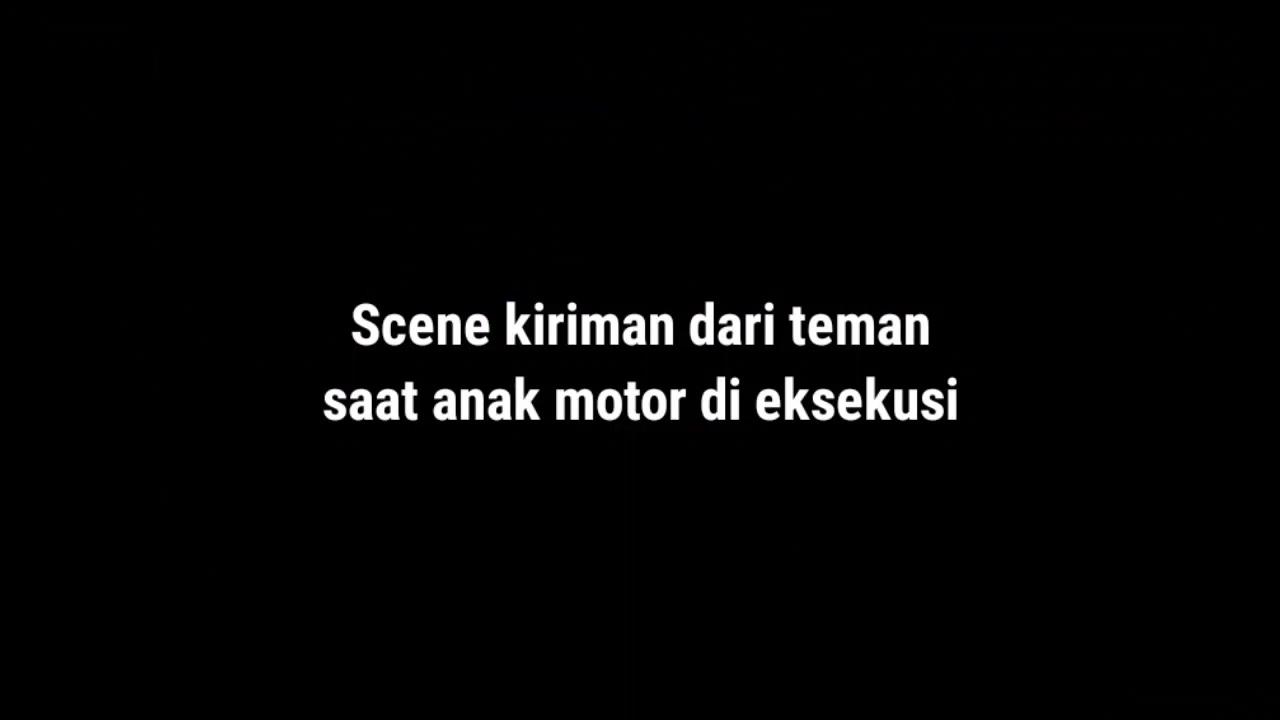 Scene kiriman dari teman
saat anak motor di eksekusi